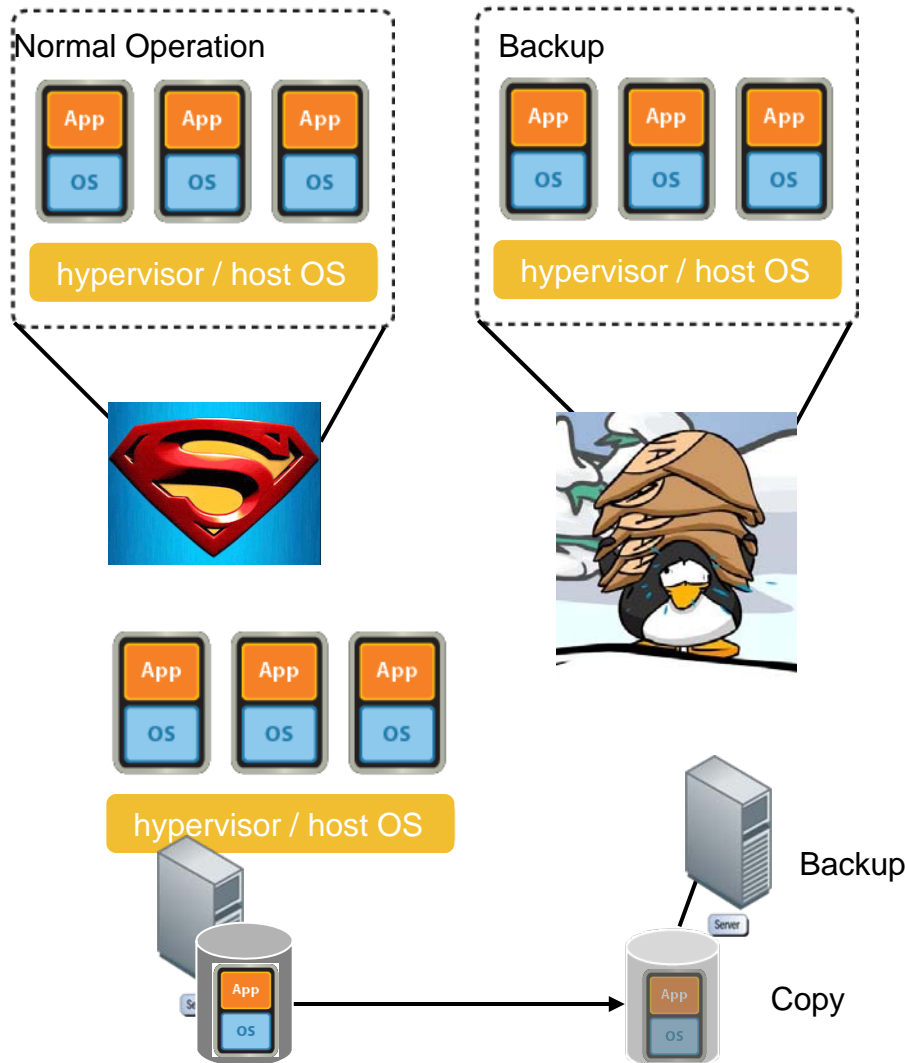 Normal Operation
App App App
OS OS OS
hypervisor / host OS
Backup
App App App
OS OS OS
hypervisor / host OS
S
A
App App App
OS OS OS
hypervisor / host OS
Backup
Server
App
OS
App
OS
Copy